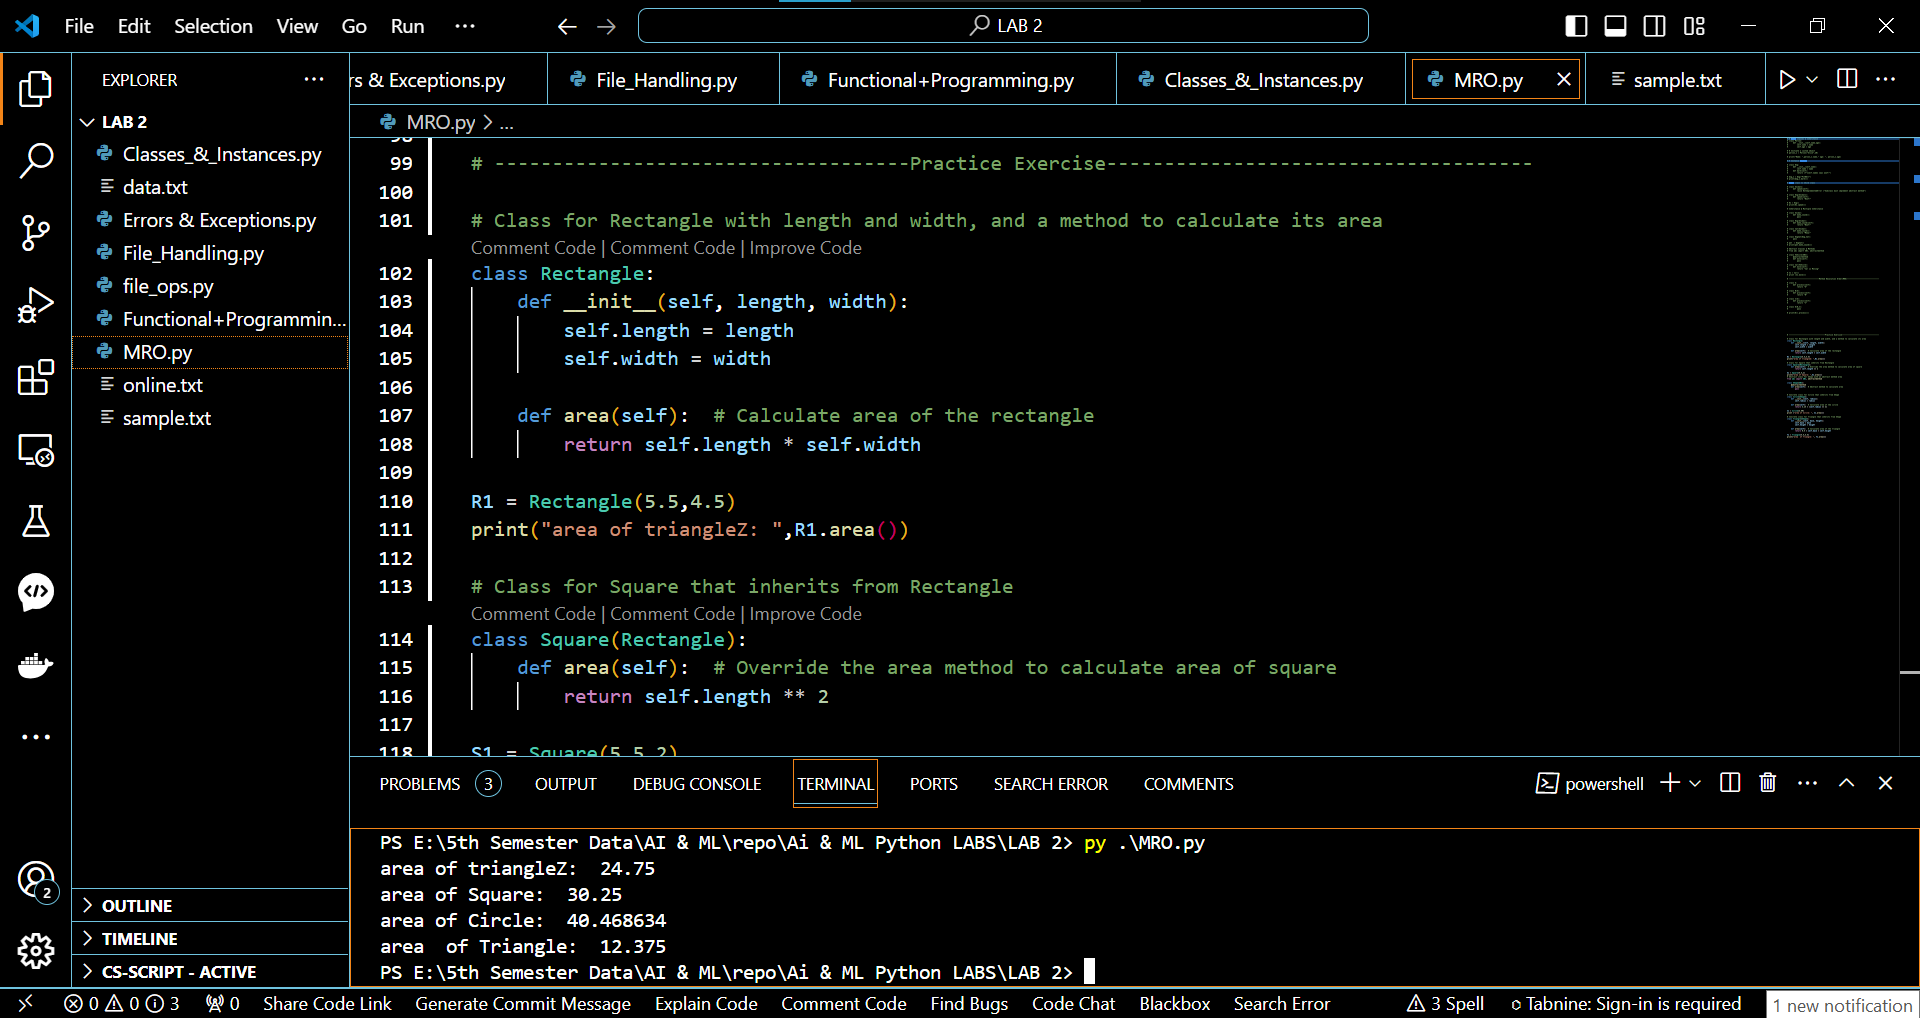 File Edit Selection View Go Run ...
LAB 2
EXPLORER ...
rs & Exceptions.py File_Handling.py Functional+Programming.py Classes_&_Instances.py MRO.py sample.txt ...
MRO.py > ...
LAB 2
Classes_&_Instances.py
data.txt
Errors & Exceptions.py
File_Handling.py
file_ops.py
Functional+Programmin...
MRO.py
online.txt
sample.txt
OUTLINE
TIMELINE
CS-SCRIPT - ACTIVE
2
98
99 # ------------------------------------Practice Exercise-------------------------------------
100
101 # Class for Rectangle with length and width, and a method to calculate its area
Comment Code | Comment Code | Improve Code
102 class Rectangle:
103 def __init__(self, length, width):
104 self.length = length
105 self.width = width
106
107 def area(self): # Calculate area of the rectangle
108 return self.length * self.width
109
110 R1 = Rectangle(5.5,4.5)
111 print("area of triangleZ: ",R1.area())
112
113 # Class for Square that inherits from Rectangle
Comment Code | Comment Code | Improve Code
114 class Square(Rectangle):
115 def area(self): # Override the area method to calculate area of square
116 return self.length ** 2
117
118 S1 = Square(5.5,2)
PROBLEMS 3 OUTPUT DEBUG CONSOLE TERMINAL PORTS SEARCH ERROR COMMENTS powershell
PS E:\5th Semester Data\AI & ML\repo\Ai & ML Python LABS\LAB 2> py .\MRO.py
area of triangleZ:  24.75
area of Square:  30.25
area of Circle:  40.468634
area  of Triangle:  12.375
PS E:\5th Semester Data\AI & ML\repo\Ai & ML Python LABS\LAB 2>
0 0 3 0 Share Code Link Generate Commit Message Explain Code Comment Code Find Bugs Code Chat Blackbox Search Error 3 Spell Tabnine: Sign-in is required 1 new notification